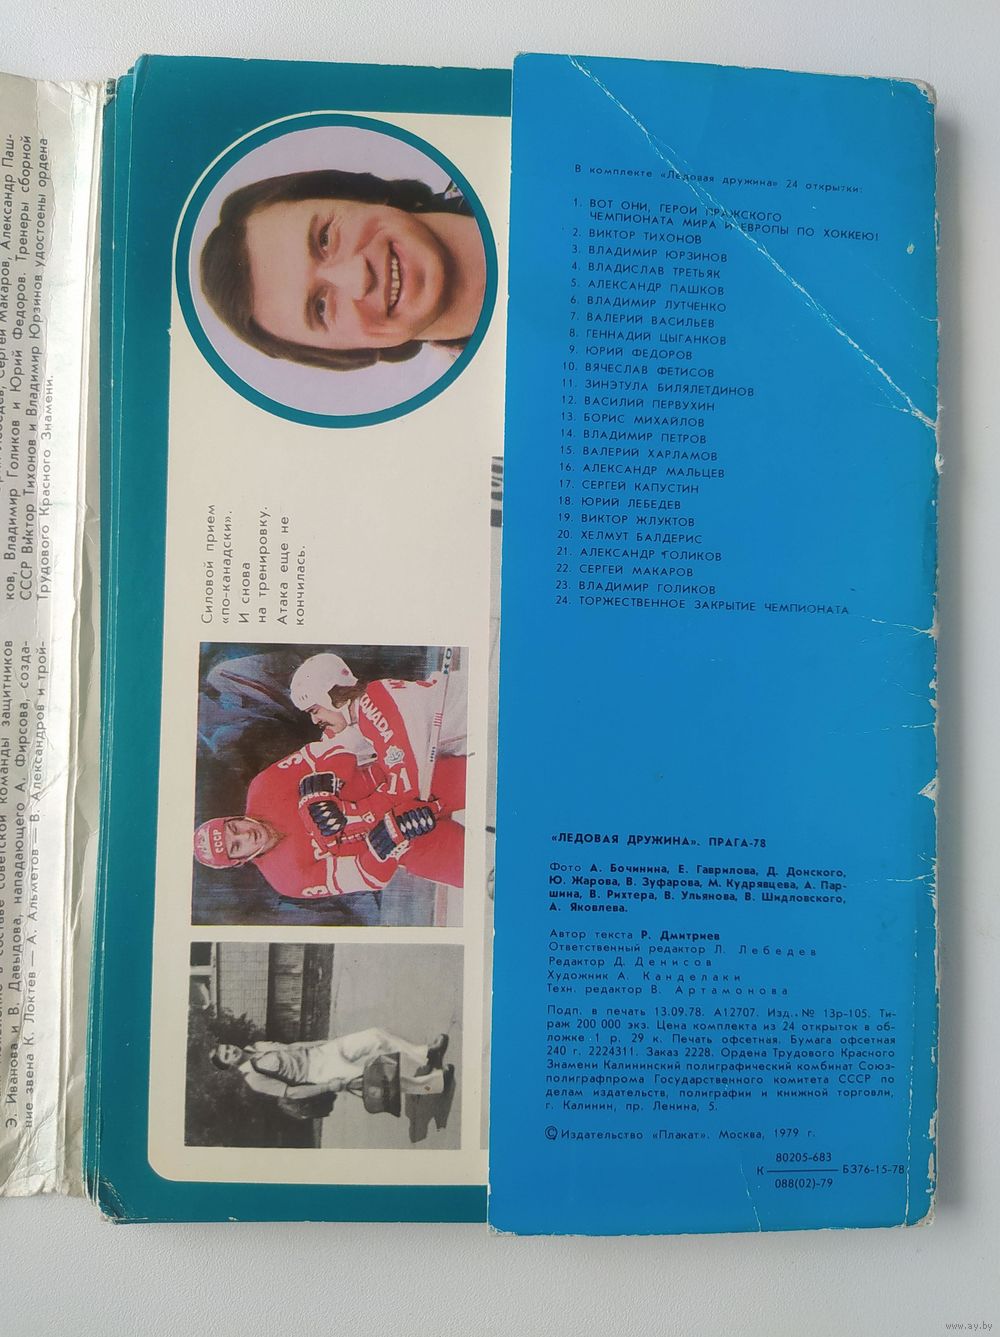 Э. Иванова и В. Давыдова, нападающего А. Фирсова, созда-
ние звена К. Локтев — А. Альметов — В. Александров и трой-
ков, Владимир Голиков и Юрий Федоров. Тренеры сборной
СССР Виктор Тихонов и Владимир Юрзинов удостоены ордена
Трудового Красного Знамени.
Силовой прием
«по-канадски».
И снова
на тренировку.
Атака еще не
кончилась.
СССР
3
3
CANADA
11
KO
В комплекте «Ледовая дружина» 24 открытки:
1. ВОТ ОНИ, ГЕРОИ ПРАЖСКОГО
ЧЕМПИОНАТА МИРА И ЕВРОПЫ ПО ХОККЕЮ!
2. ВИКТОР ТИХОНОВ
3. ВЛАДИМИР ЮРЗИНОВ
4. ВЛАДИСЛАВ ТРЕТЬЯК
5. АЛЕКСАНДР ПАШКОВ
6. ВЛАДИМИР ЛУТЧЕНКО
7. ВАЛЕРИЙ ВАСИЛЬЕВ
8. ГЕННАДИЙ ЦЫГАНКОВ
9. ЮРИЙ ФЕДОРОВ
10. ВЯЧЕСЛАВ ФЕТИСОВ
11. ЗИНЭТУЛА БИЛЯЛЕТДИНОВ
12. ВАСИЛИЙ ПЕРВУХИН
13. БОРИС МИХАЙЛОВ
14. ВЛАДИМИР ПЕТРОВ
15. ВАЛЕРИЙ ХАРЛАМОВ
16. АЛЕКСАНДР МАЛЬЦЕВ
17. СЕРГЕЙ КАПУСТИН
18. ЮРИЙ ЛЕБЕДЕВ
19. ВИКТОР ЖЛУКТОВ
20. ХЕЛМУТ БАЛДЕРИС
21. АЛЕКСАНДР ГОЛИКОВ
22. СЕРГЕЙ МАКАРОВ
23. ВЛАДИМИР ГОЛИКОВ
24. ТОРЖЕСТВЕННОЕ ЗАКРЫТИЕ ЧЕМПИОНАТА
«ЛЕДОВАЯ ДРУЖИНА». ПРАГА-78
Фото А. Бочинина, Е. Гаврилова, Д. Донского,
Ю. Жарова, В. Зуфарова, М. Кудрявцева, А. Пар-
шина, В. Рихтера, В. Ульянова, В. Шидловского,
А. Яковлева.
Автор текста Р. Дмитриев
Ответственный редактор Л. Лебедев
Редактор Д. Денисов
Художник А. Канделаки
Техн. редактор В. Артамонова
Подп. в печать 13.09.78. А12707. Изд. № 13р-105. Ти-
раж 200 000 экз. Цена комплекта из 24 открыток в об-
ложке 1 р. 29 к. Печать офсетная. Бумага офсетная
240 г. 2224311. Заказ 2228. Ордена Трудового Красного
Знамени Калининский полиграфический комбинат Союз-
полиграфпрома Государственного комитета СССР по
делам издательств, полиграфии и книжной торговли,
г. Калинин, пр. Ленина, 5.
© Издательство «Плакат». Москва, 1979 г.
80205-683
К ——— Б376-15-78
088(02)-79
www.ay.by